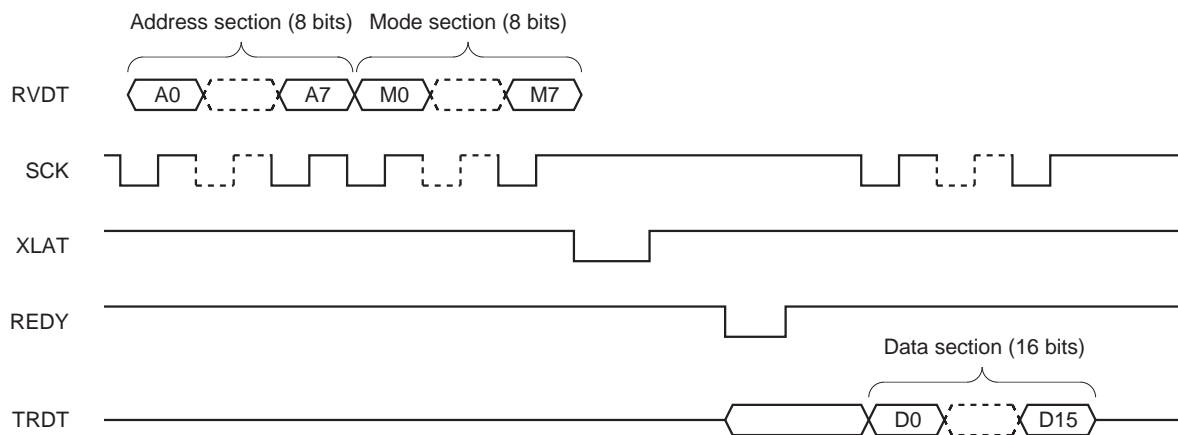 Address section (8 bits) Mode section (8 bits)
RVDT A0 A7 M0 M7
SCK
XLAT
REDY
Data section (16 bits)
TRDT D0 D15